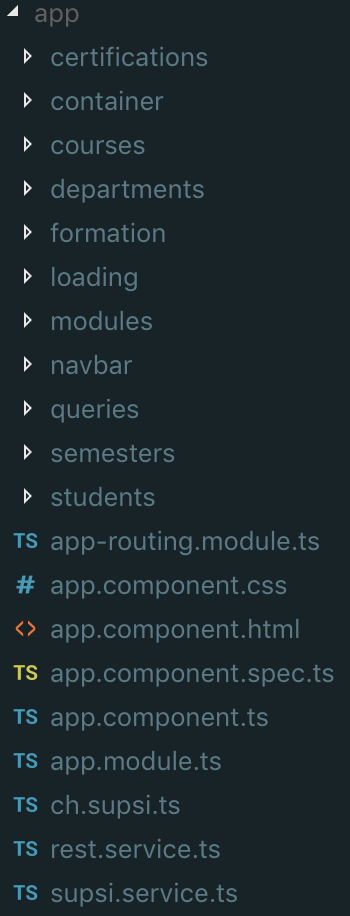 app
certifications
container
courses
departments
formation
loading
modules
navbar
queries
semesters
students
TS app-routing.module.ts
# app.component.css
<> app.component.html
TS app.component.spec.ts
TS app.component.ts
TS app.module.ts
TS ch.supsi.ts
TS rest.service.ts
TS supsi.service.ts